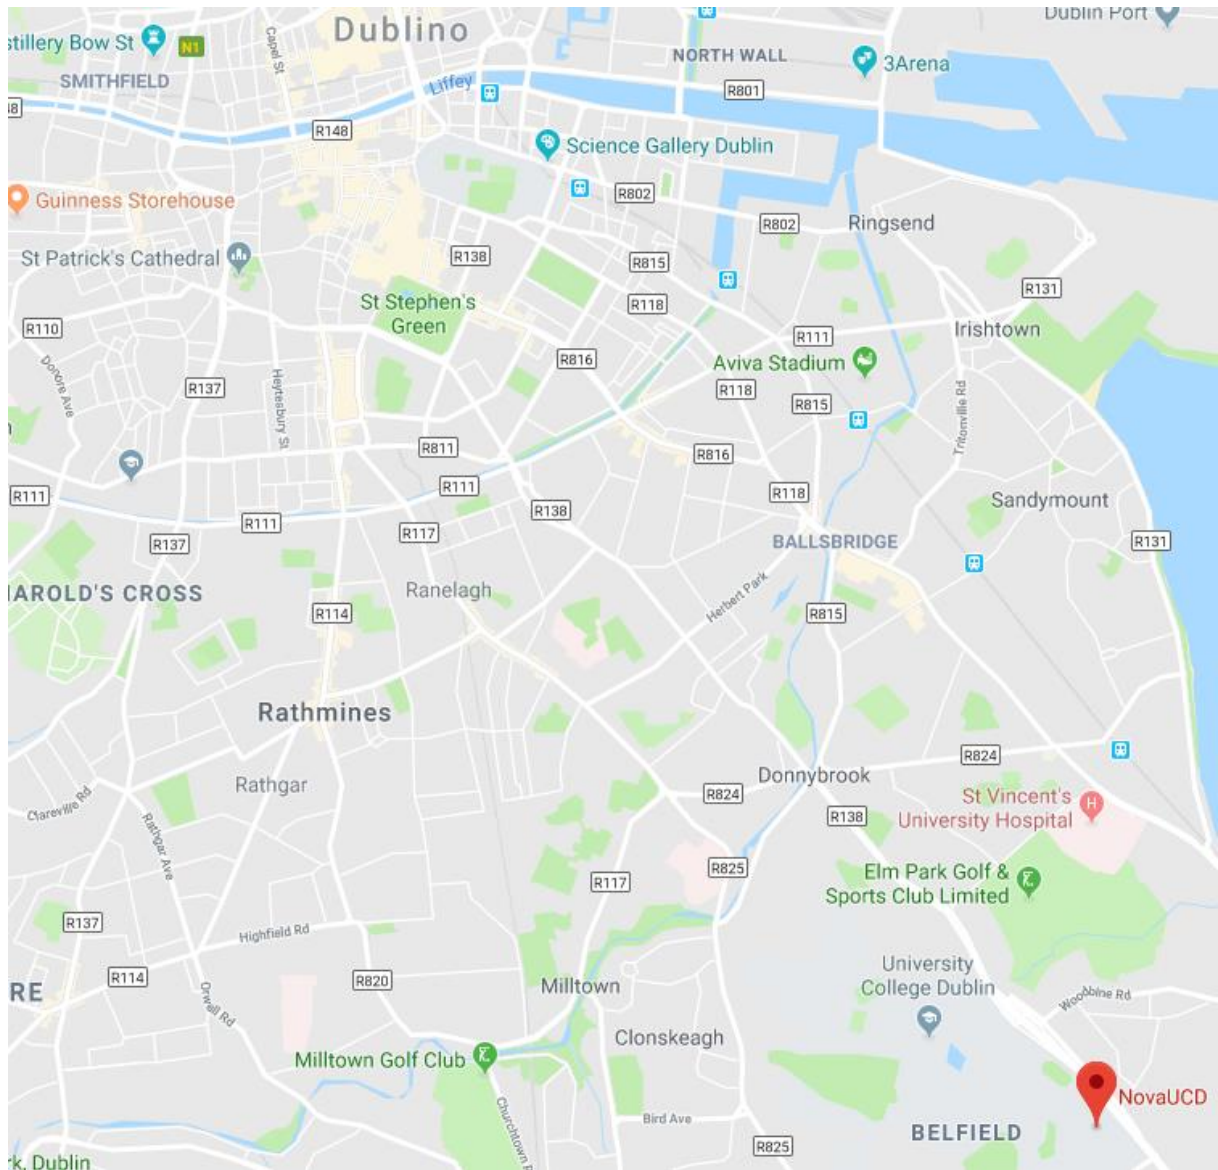 Dublino
Dublin Port
stillery Bow St
N1
Capel St
NORTH WALL
3Arena
SMITHFIELD
Liffey
R801
R148
Science Gallery Dublin
Guinness Storehouse
R802
R802
Ringsend
St Patrick's Cathedral
R138
R815
R131
St Stephen's
Green
R118
R110
Irishtown
R111
Donore Ave
R816
Aviva Stadium
R137
Heytesbury St
R118
R815
Tritonville Rd
R811
R816
R111
R111
R118
Sandymount
R138
R111
R117
R137
BALLSBRIDGE
R131
HAROLD'S CROSS
Ranelagh
Herbert Park
R114
R815
Rathmines
Rathgar
Donnybrook
R824
R824
Clareville Rd
St Vincent's
University Hospital
R138
Rathgar Ave
R825
Elm Park Golf &
Sports Club Limited
R117
R137
Highfield Rd
University
College Dublin
R114
R820
RE
Milltown
Woodbine Rd
Orwell Rd
Clonskeagh
Milltown Golf Club
NovaUCD
Churchtown R
Bird Ave
BELFIELD
R825
rk, Dublin